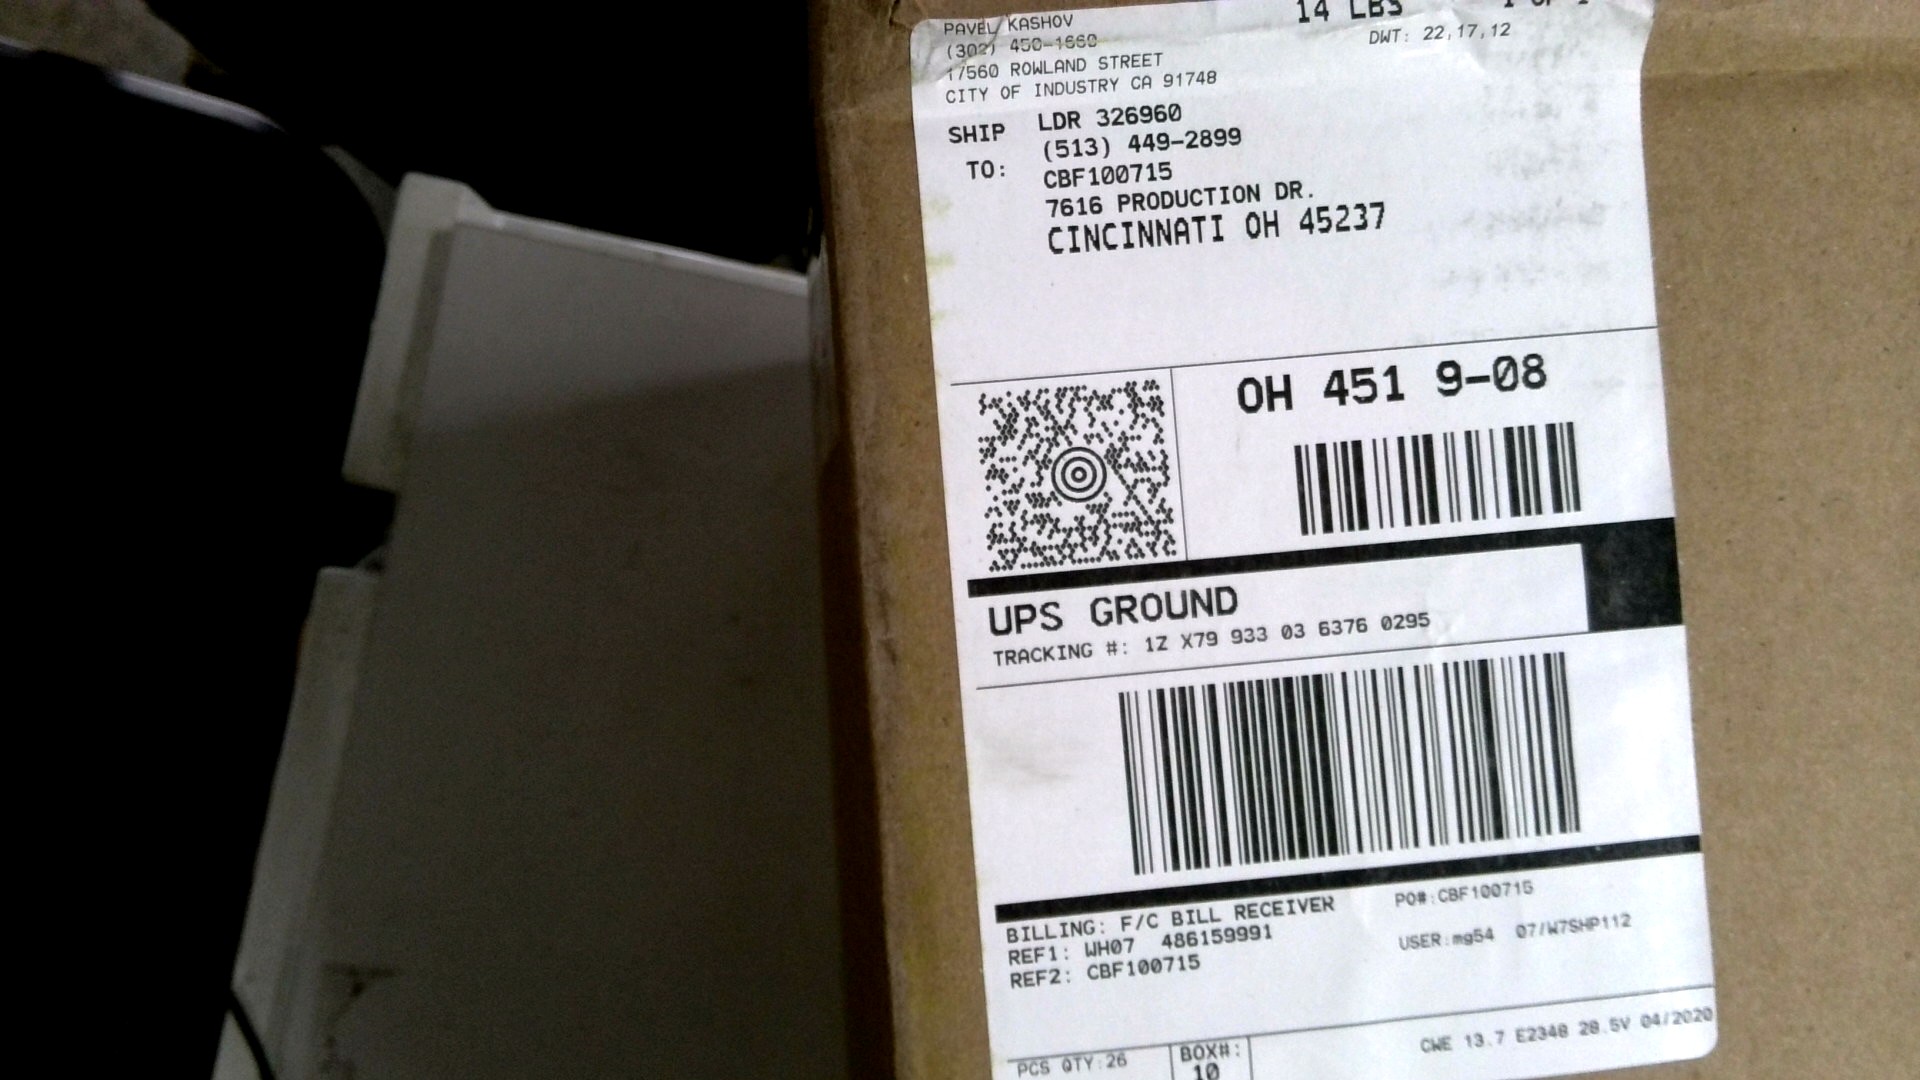 PAVEL KASHOV
14 LBS
1 OF 1
(302) 450-1660
DWT: 22,17,12
17560 ROWLAND STREET
CITY OF INDUSTRY CA 91748
SHIP TO:
LDR 326960
(513) 449-2899
CBF100715
7616 PRODUCTION DR.
CINCINNATI OH 45237
OH 451 9-08
UPS GROUND
TRACKING #: 1Z X79 933 03 6376 0295
BILLING: F/C BILL RECEIVER
REF1: WH07 486159991
REF2: CBF100715
PO#:CBF100715
USER:mg54 07/W7SHP112
CWE 13.7 E2348 28.5V 04/2020
PCS QTY:26
BOX#:
10